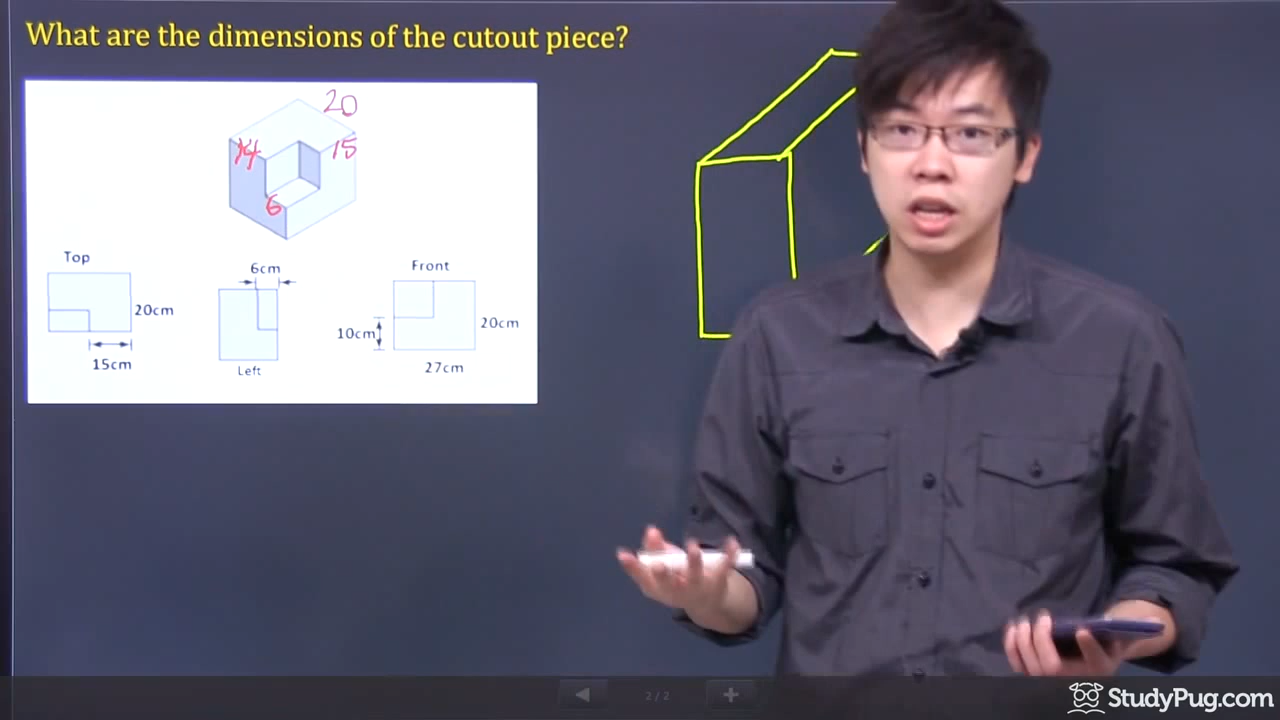 What are the dimensions of the cutout piece?
20
14
15
6
Top
20cm
15cm
6cm
Left
Front
10cm
20cm
27cm
2 / 2
StudyPug.com